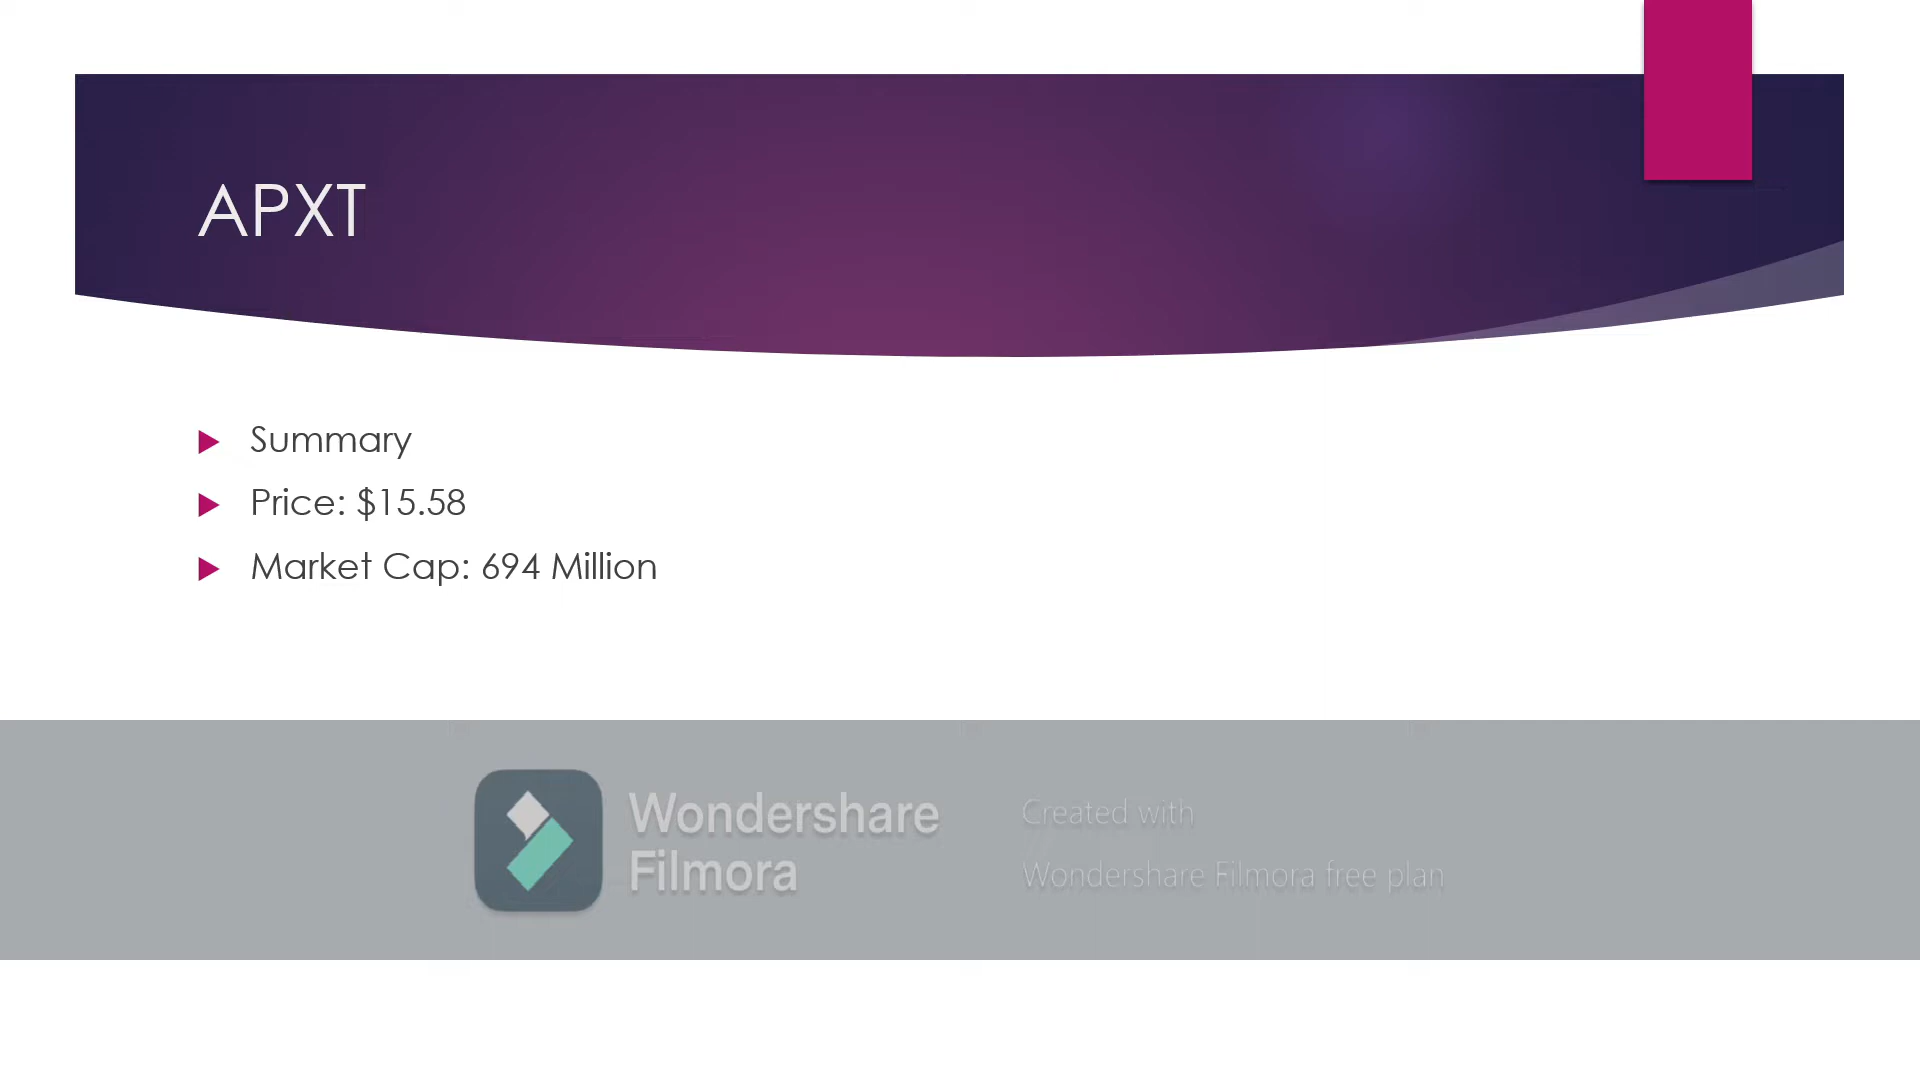 APXT
Summary
Price: $15.58
Market Cap: 694 Million
Wondershare
Filmora
Created with
Wondershare Filmora free plan